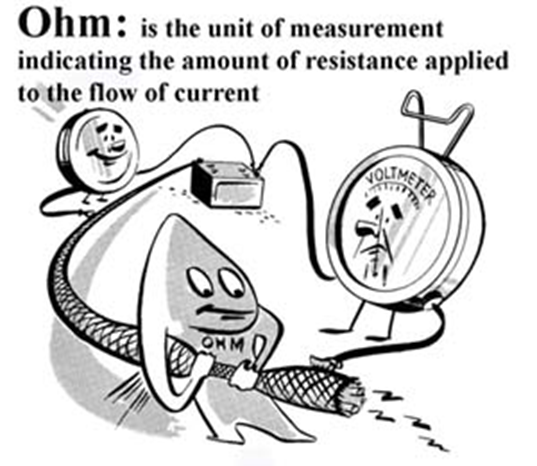 Ohm: is the unit of measurement
indicating the amount of resistance applied
to the flow of current
VOLTMETER
OHM